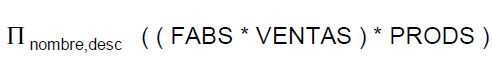 Π nombre,desc ( ( FABS * VENTAS ) * PRODS )